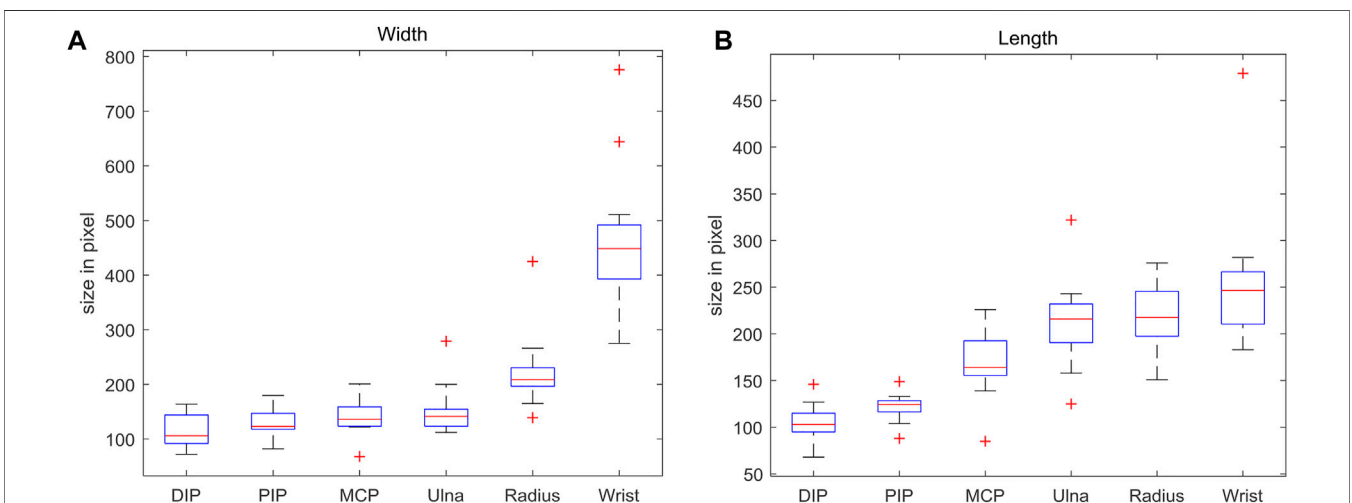 A
Width
size in pixel
800
700
600
500
400
300
200
100
DIP PIP MCP Ulna Radius Wrist
B
Length
size in pixel
450
400
350
300
250
200
150
100
50
DIP PIP MCP Ulna Radius Wrist